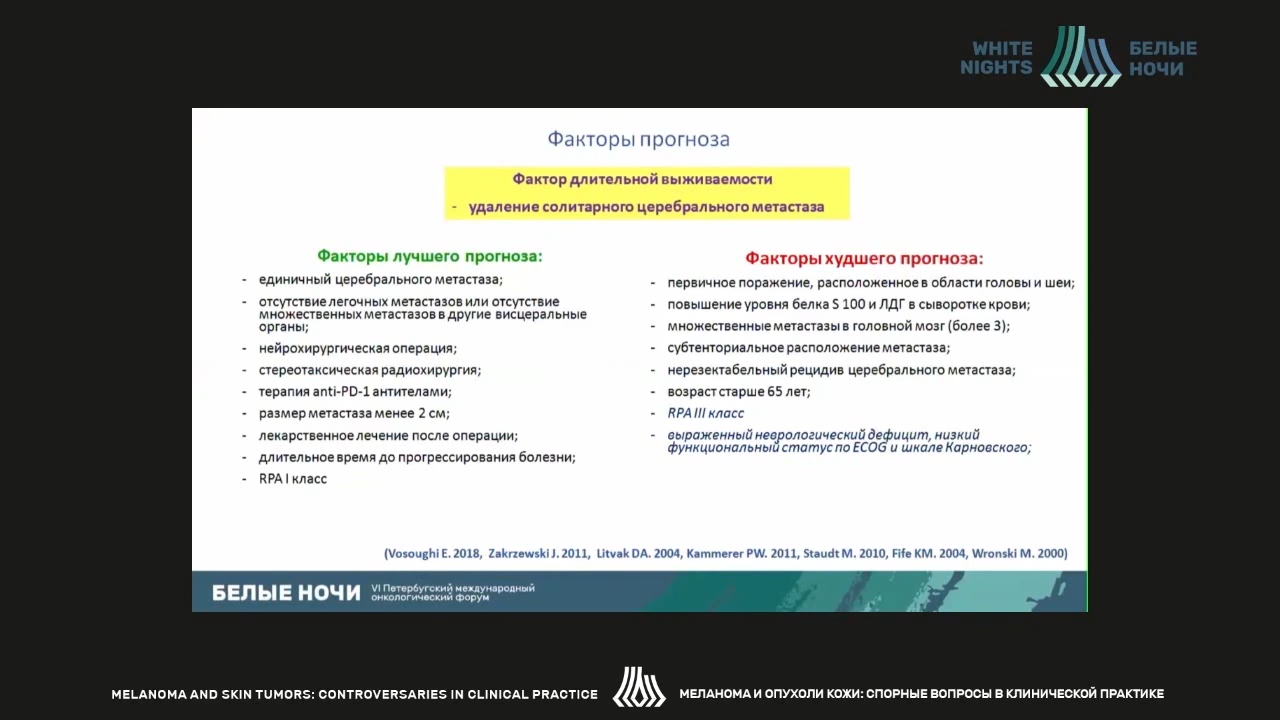 WHITE
NIGHTS
БЕЛЫЕ
НОЧИ
Факторы прогноза
Фактор длительной выживаемости
- удаление солитарного церебрального метастаза
Факторы лучшего прогноза:
- единичный церебрального метастаза;
- отсутствие легочных метастазов или отсутствие
множественных метастазов в другие висцеральные
органы;
- нейрохирургическая операция;
- стереотаксическая радиохирургия;
- терапия anti-PD-1 антителами;
- размер метастаза менее 2 см;
- лекарственное лечение после операции;
- длительное время до прогрессирования болезни;
- RPA I класс
Факторы худшего прогноза:
- первичное поражение, расположенное в области головы и шеи;
- повышение уровня белка S 100 и ЛДГ в сыворотке крови;
- множественные метастазы в головной мозг (более 3);
- субтенториальное расположение метастаза;
- нерезектабельный рецидив церебрального метастаза;
- возраст старше 65 лет;
- RPA III класс
- выраженный неврологический дефицит, низкий
функциональный статус по ECOG и шкале Карновского;
(Vosoughi E. 2018, Zakrzewski J. 2011, Litvak DA. 2004, Kammerer PW. 2011, Staudt M. 2010, Fife KM. 2004, Wronski M. 2000)
БЕЛЫЕ НОЧИ
VI Петербугский международный
онкологический форум
MELANOMA AND SKIN TUMORS: CONTROVERSARIES IN CLINICAL PRACTICE
МЕЛАНОМА И ОПУХОЛИ КОЖИ: СПОРНЫЕ ВОПРОСЫ В КЛИНИЧЕСКОЙ ПРАКТИКЕ